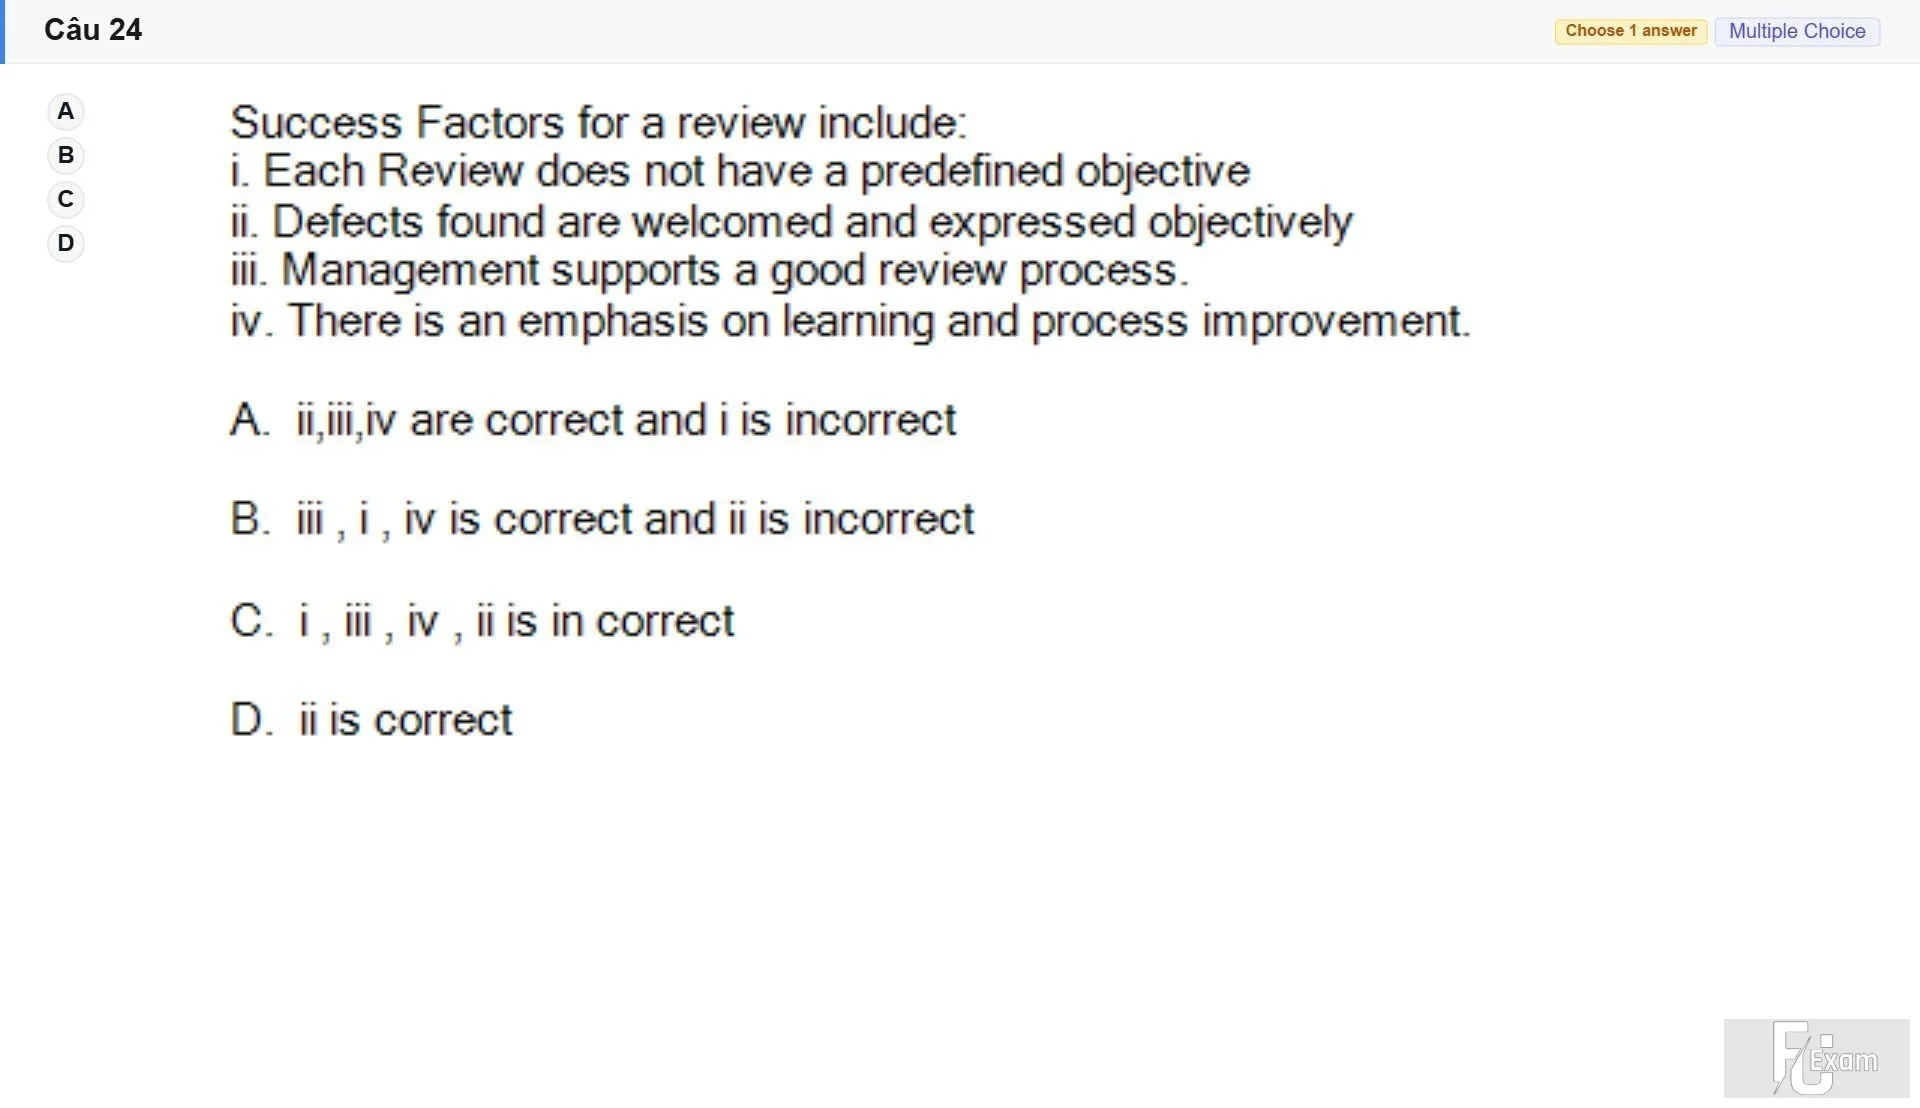 Câu 24
Choose 1 answer
Multiple Choice
A
B
C
D
Success Factors for a review include:
i. Each Review does not have a predefined objective
ii. Defects found are welcomed and expressed objectively
iii. Management supports a good review process.
iv. There is an emphasis on learning and process improvement.
A. ii,iii,iv are correct and i is incorrect
B. iii , i , iv is correct and ii is incorrect
C. i , iii , iv , ii is in correct
D. ii is correct
FU Exam